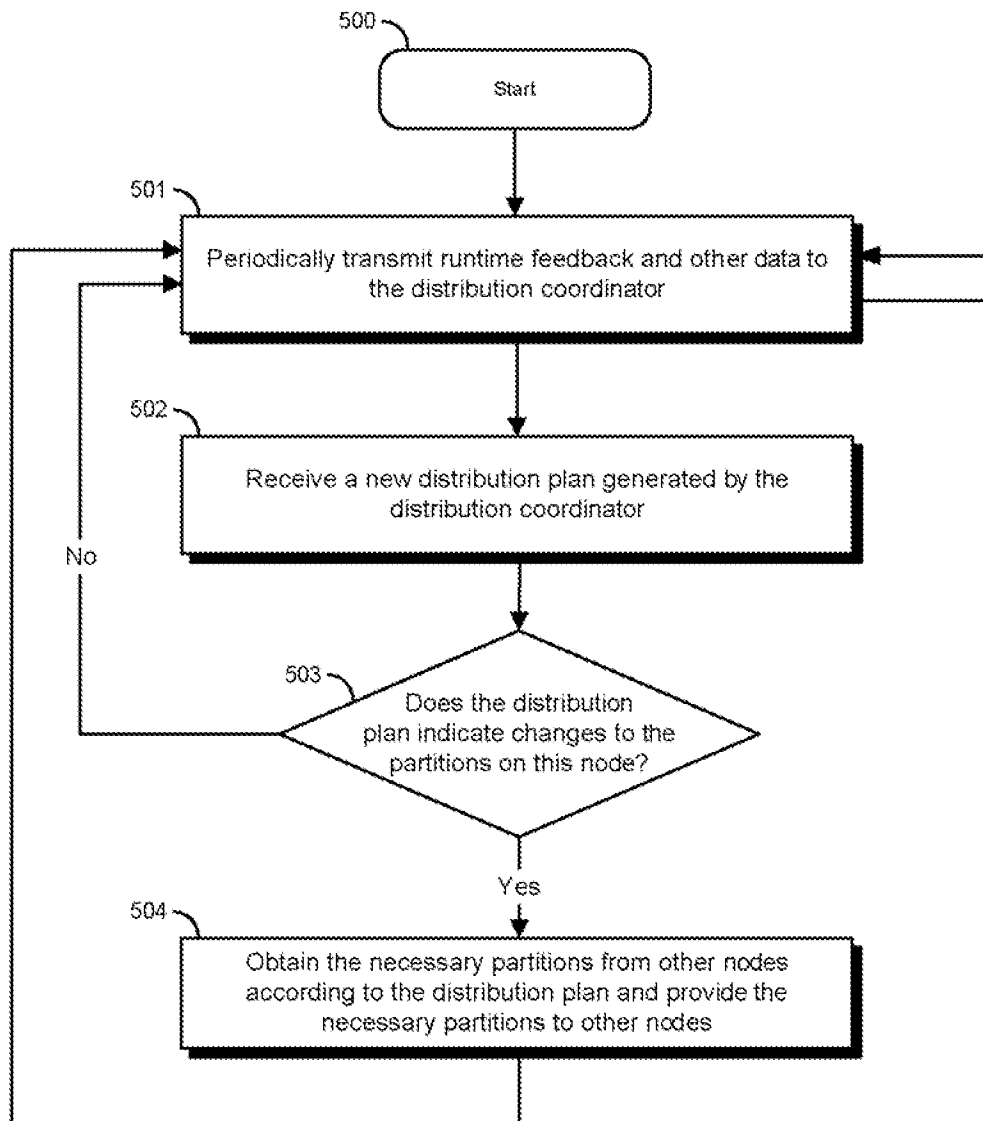 500
Start
501
Periodically transmit runtime feedback and other data to
the distribution coordinator
502
Receive a new distribution plan generated by the
distribution coordinator
No
503
Does the distribution
plan indicate changes to the
partitions on this node?
Yes
504
Obtain the necessary partitions from other nodes
according to the distribution plan and provide the
necessary partitions to other nodes